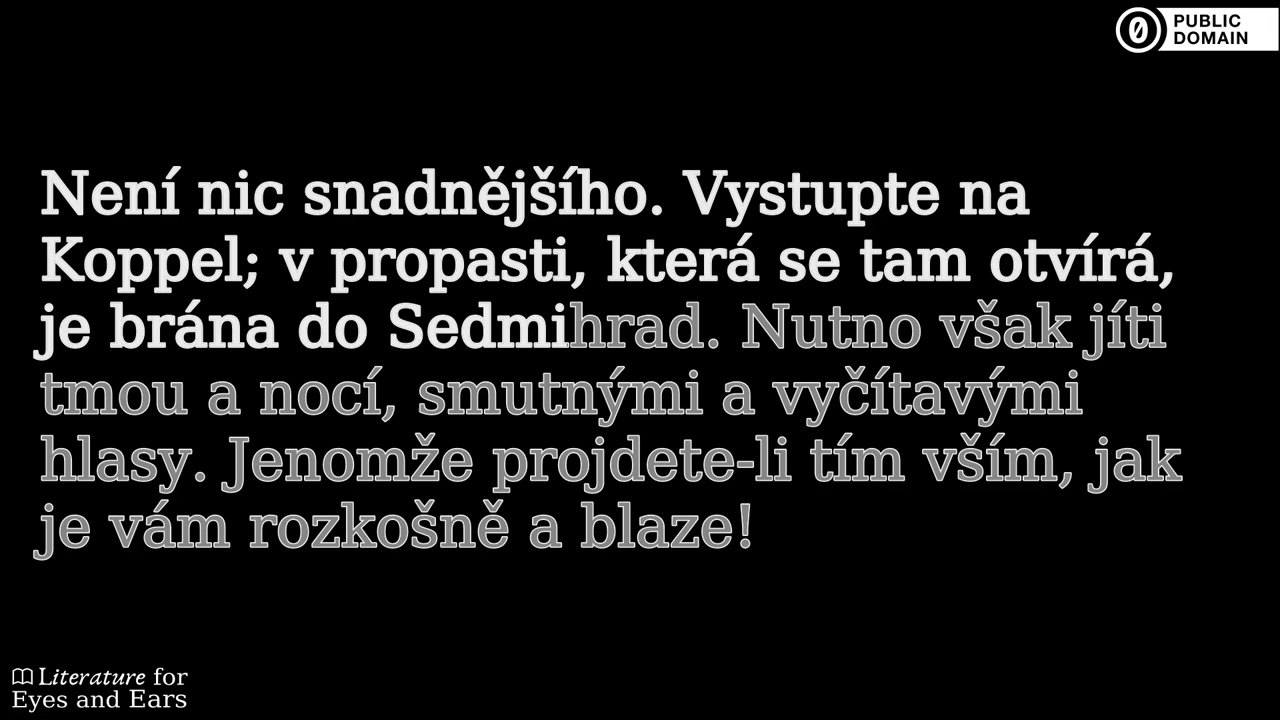 PUBLIC
DOMAIN
Není nic snadnějšího. Vystupte na
Koppel; v propasti, která se tam otvírá,
je brána do Sedmihrad. Nutno však jíti
tmou a nocí, smutnými a vyčítavými
hlasy. Jenomže projdete-li tím vším, jak
je vám rozkošně a blaze!
Literature for
Eyes and Ears